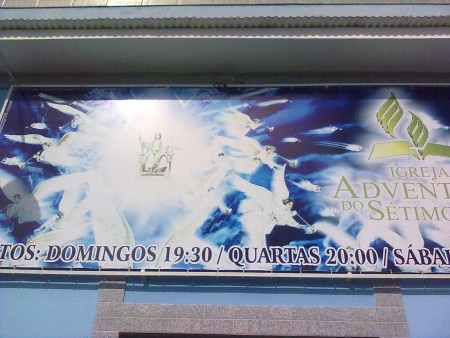 IGREJA
ADVENT
DO SÉTIMO
TOS: DOMINGOS 19:30 / QUARTAS 20:00 / SÁBA